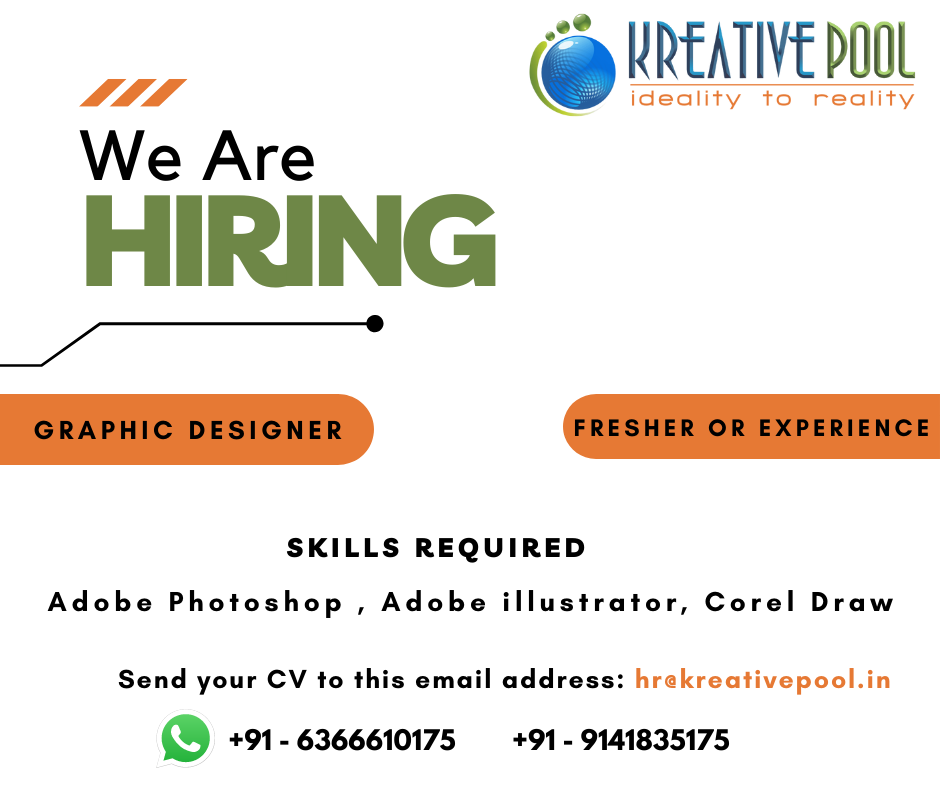 KREATIVE POOL
ideality to reality
We Are
HIRING
GRAPHIC DESIGNER
FRESHER OR EXPERIENCE
SKILLS REQUIRED
Adobe Photoshop , Adobe illustrator, Corel Draw
Send your CV to this email address: hr@kreativepool.in
+91 - 6366610175 +91 - 9141835175